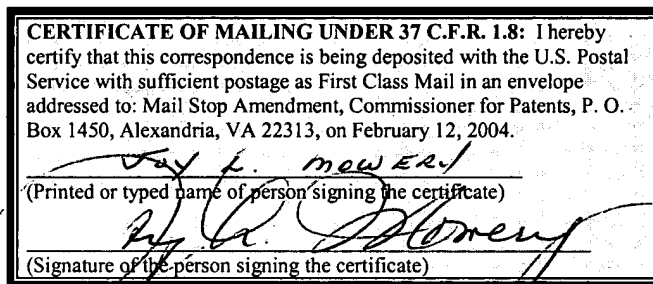 CERTIFICATE OF MAILING UNDER 37 C.F.R. 1.8: I hereby
certify that this correspondence is being deposited with the U.S. Postal
Service with sufficient postage as First Class Mail in an envelope
addressed to: Mail Stop Amendment, Commissioner for Patents, P. O.
Box 1450, Alexandria, VA 22313, on February 12, 2004.
JOY L. MOWERY
(Printed or typed name of person signing the certificate)
Mowery
(Signature of the person signing the certificate)